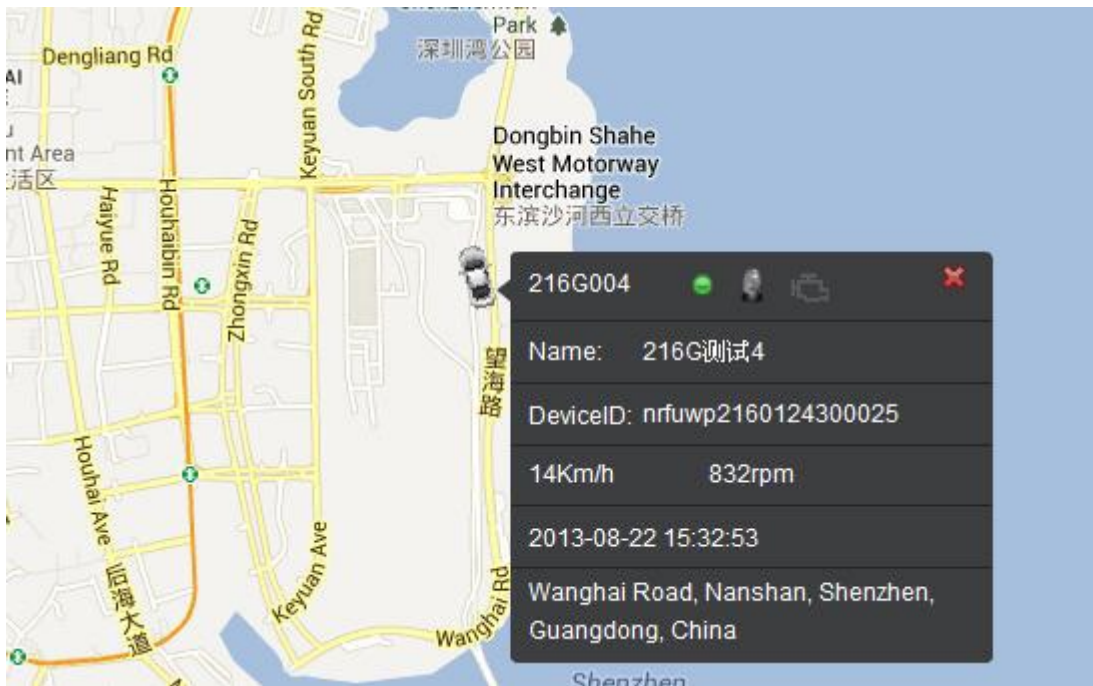 Park
深圳湾公园
Dengliang Rd
Keyuan South Rd
AI
nt Area
活区
Dongbin Shahe
West Motorway
Interchange
东滨沙河西立交桥
Haiyue Rd
Houhaibin Rd
Zhongxin Rd
216G004
Name: 216G测试4
望海路
DeviceID: nrfuwp2160124300025
14Km/h 832rpm
Houhai Ave
后海大道
2013-08-22 15:32:53
Keyuan Ave
Wanghai Rd
Wanghai Road, Nanshan, Shenzhen,
Guangdong, China
Shenzhen